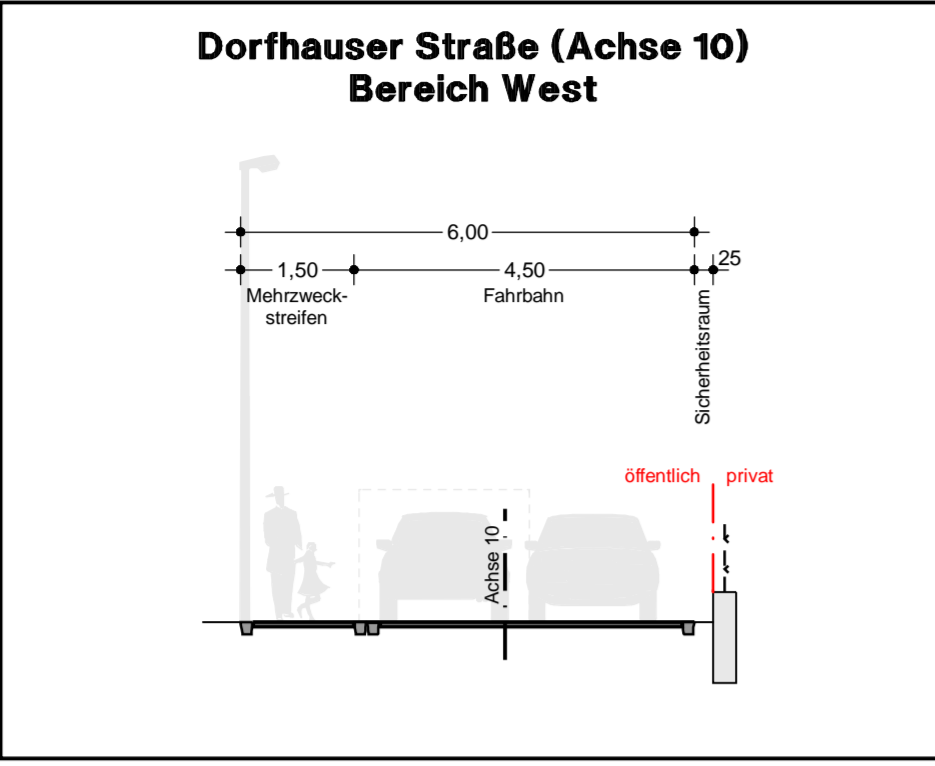 Dorfhauser Straße (Achse 10)
Bereich West
6,00
1,50
4,50
25
Mehrzweck-
streifen
Fahrbahn
Sicherheitsraum
öffentlich
privat
Achse 10